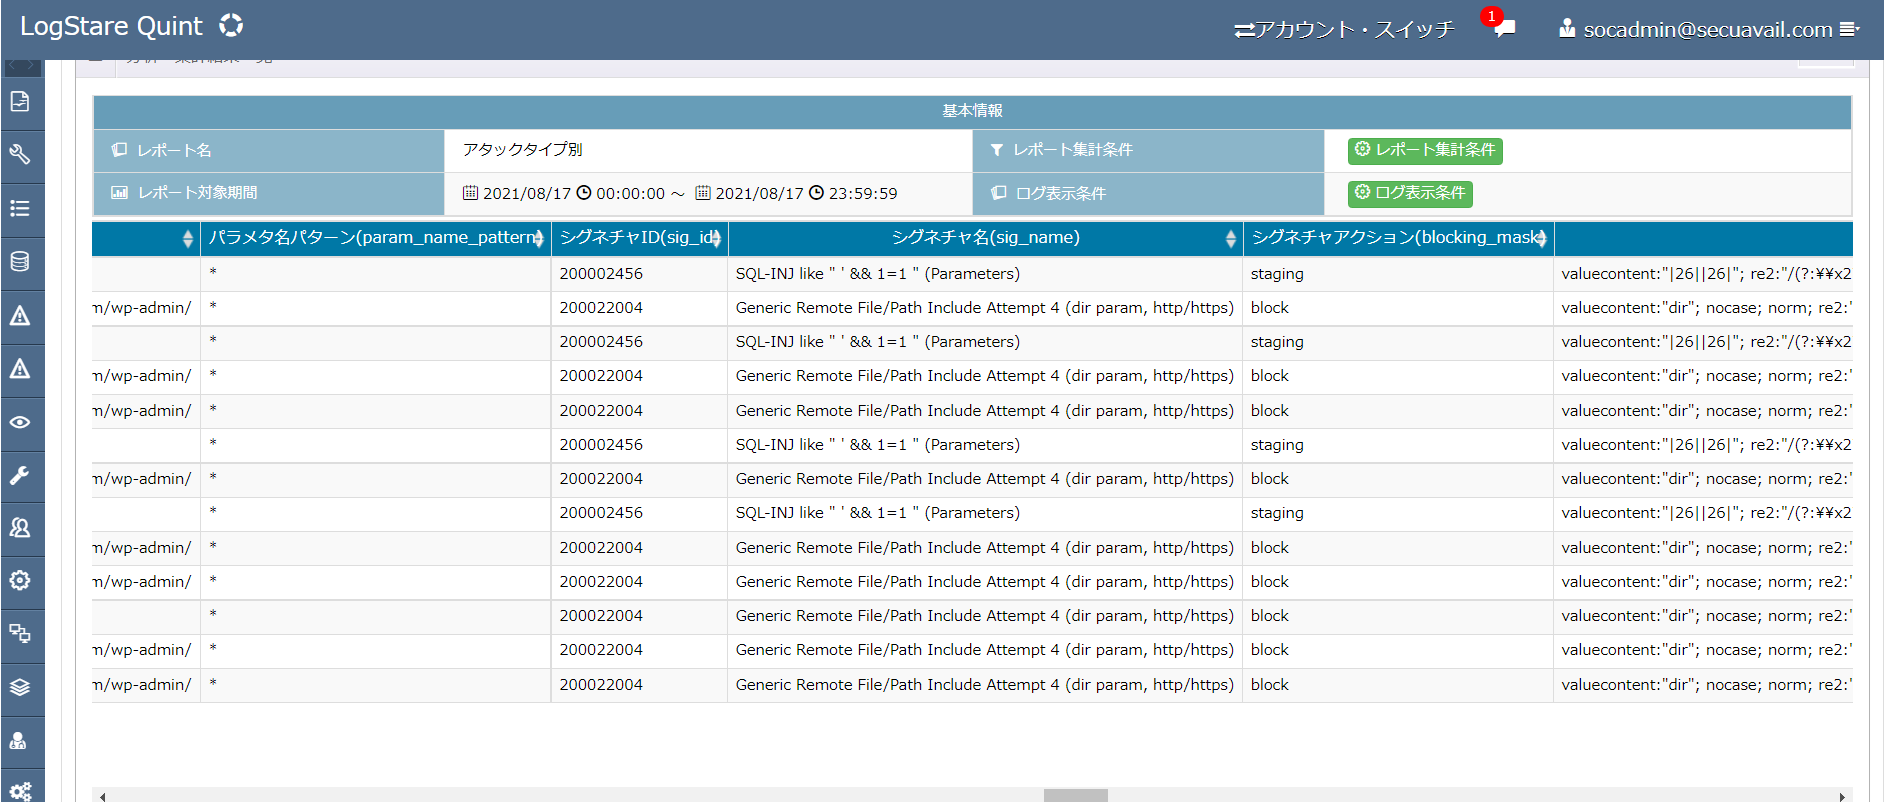 LogStare Quint
アカウント・スイッチ 1 socadmin@secuavail.com
基本情報
レポート名 アタックタイプ別 レポート集計条件 レポート集計条件
レポート対象期間 2021/08/17 00:00:00 ～ 2021/08/17 23:59:59 ログ表示条件 ログ表示条件
パラメタ名パターン(param_name_pattern) シグネチャID(sig_id) シグネチャ名(sig_name) シグネチャアクション(blocking_mask)
* 200002456 SQL-INJ like " ' && 1=1 " (Parameters) staging valuecontent:"|26||26|"; re2:"/(?:¥¥x2
m/wp-admin/ * 200022004 Generic Remote File/Path Include Attempt 4 (dir param, http/https) block valuecontent:"dir"; nocase; norm; re2:"
* 200002456 SQL-INJ like " ' && 1=1 " (Parameters) staging valuecontent:"|26||26|"; re2:"/(?:¥¥x2
m/wp-admin/ * 200022004 Generic Remote File/Path Include Attempt 4 (dir param, http/https) block valuecontent:"dir"; nocase; norm; re2:"
m/wp-admin/ * 200022004 Generic Remote File/Path Include Attempt 4 (dir param, http/https) block valuecontent:"dir"; nocase; norm; re2:"
* 200002456 SQL-INJ like " ' && 1=1 " (Parameters) staging valuecontent:"|26||26|"; re2:"/(?:¥¥x2
m/wp-admin/ * 200022004 Generic Remote File/Path Include Attempt 4 (dir param, http/https) block valuecontent:"dir"; nocase; norm; re2:"
* 200002456 SQL-INJ like " ' && 1=1 " (Parameters) staging valuecontent:"|26||26|"; re2:"/(?:¥¥x2
m/wp-admin/ * 200022004 Generic Remote File/Path Include Attempt 4 (dir param, http/https) block valuecontent:"dir"; nocase; norm; re2:"
m/wp-admin/ * 200022004 Generic Remote File/Path Include Attempt 4 (dir param, http/https) block valuecontent:"dir"; nocase; norm; re2:"
* 200022004 Generic Remote File/Path Include Attempt 4 (dir param, http/https) block valuecontent:"dir"; nocase; norm; re2:"
m/wp-admin/ * 200022004 Generic Remote File/Path Include Attempt 4 (dir param, http/https) block valuecontent:"dir"; nocase; norm; re2:"
m/wp-admin/ * 200022004 Generic Remote File/Path Include Attempt 4 (dir param, http/https) block valuecontent:"dir"; nocase; norm; re2:"